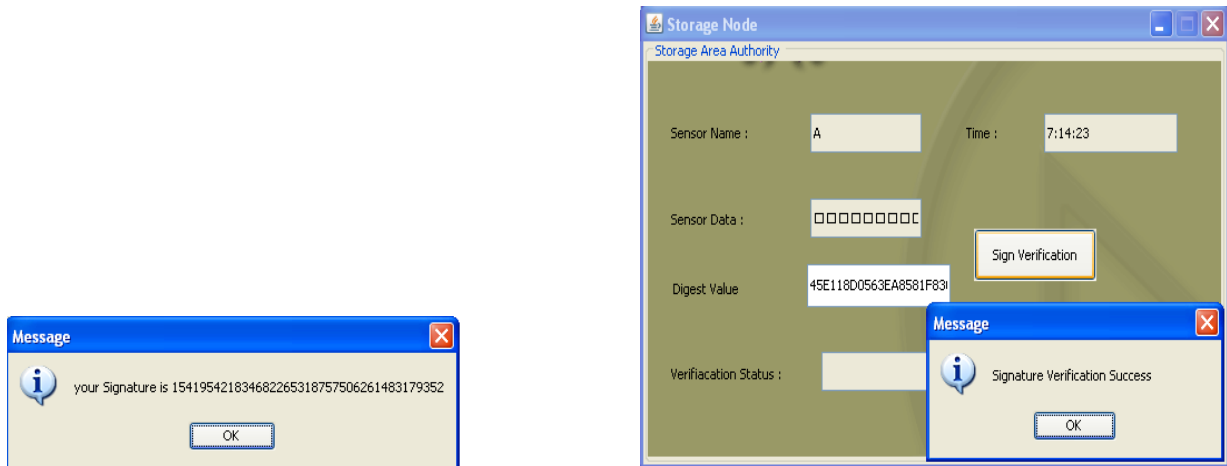 Message
your Signature is 154195421834682265318757506261483179352
OK
Storage Node
Storage Area Authority
Sensor Name :
A
Time :
7:14:23
Sensor Data :
Sign Verification
Digest Value
45E118D0563EA8581F83
Message
Verifiacation Status :
Signature Verification Success
OK